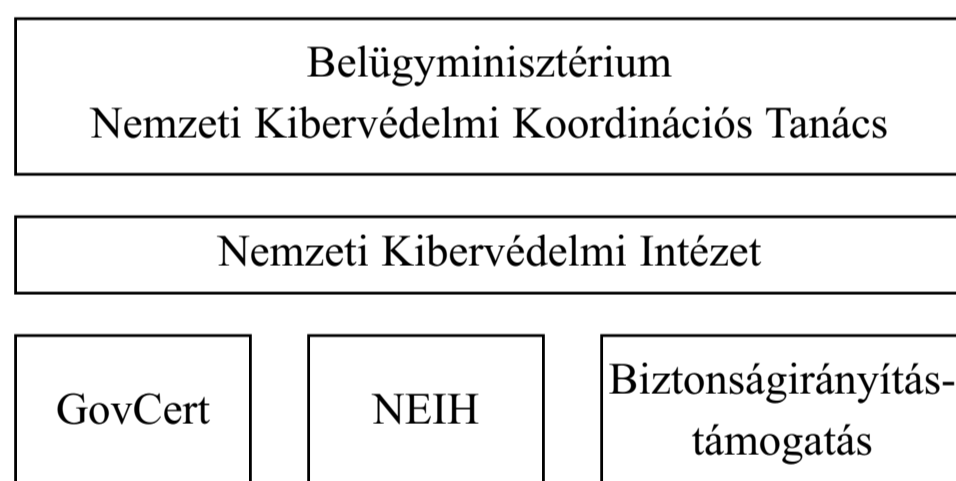 Belügyminisztérium
Nemzeti Kibervédelmi Koordinációs Tanács
Nemzeti Kibervédelmi Intézet
GovCert
NEIH
Biztonságirányítás-
támogatás